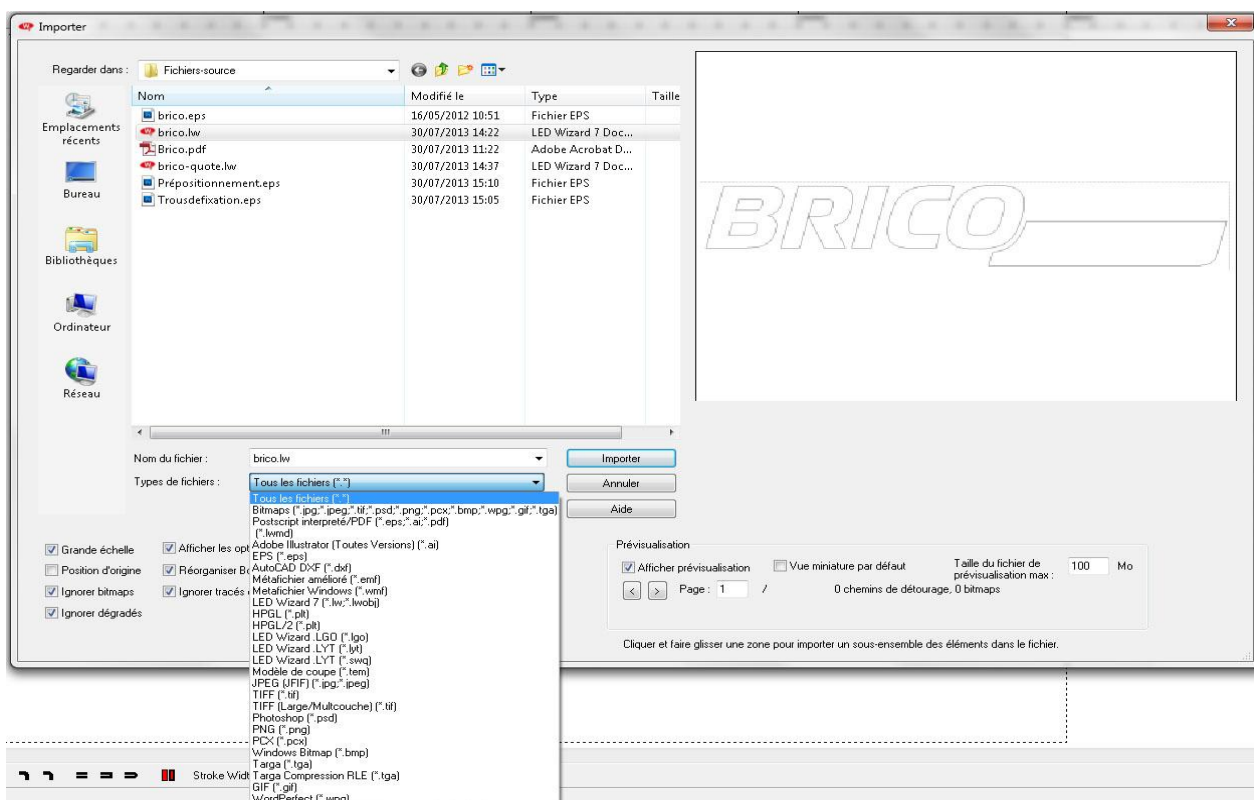 Importer
Regarder dans :
Fichiers-source
Nom Modifié le Type Taille
brico.eps 16/05/2012 10:51 Fichier EPS
brico.lw 30/07/2013 14:22 LED Wizard 7 Doc...
Brico.pdf 30/07/2013 11:22 Adobe Acrobat D...
brico-quote.lw 30/07/2013 14:37 LED Wizard 7 Doc...
Prépositionnement.eps 30/07/2013 15:10 Fichier EPS
Trousdefixation.eps 30/07/2013 15:05 Fichier EPS
Emplacements
récents
Bureau
Bibliothèques
Ordinateur
Réseau
BRICO
Nom du fichier : brico.lw Importer
Types de fichiers : Tous les fichiers (*.*) Annuler
Aide
Tous les fichiers (*.*)
Bitmaps (*.jpg;*.jpeg;*.tif;*.psd;*.png;*.pcx;*.bmp;*.wpg;*.gif;*.tga)
Postscript interpreté/PDF (*.eps;*.ai;*.pdf)
(*.lwmd)
Adobe Illustrator (Toutes Versions) (*.ai)
EPS (*.eps)
AutoCAD DXF (*.dxf)
Métafichier amélioré (*.emf)
Metafichier Windows (*.wmf)
LED Wizard 7 (*.lw;*.lwobj)
HPGL (*.plt)
HPGL/2 (*.plt)
LED Wizard .LGO (*.lgo)
LED Wizard .LYT (*.lyt)
LED Wizard .LYT (*.swq)
Modèle de coupe (*.tem)
JPEG (JFIF) (*.jpg;*.jpeg)
TIFF (*.tif)
TIFF (Large/Multcouche) (*.tif)
Photoshop (*.psd)
PNG (*.png)
PCX (*.pcx)
Windows Bitmap (*.bmp)
Targa (*.tga)
Targa Compression RLE (*.tga)
GIF (*.gif)
WordPerfect (*.wpg)
Grande échelle Afficher les opt
Position d'origine Réorganiser Bo
Ignorer bitmaps Ignorer tracés
Ignorer dégradés
Prévisualisation
Afficher prévisualisation Vue miniature par défaut Taille du fichier de
prévisualisation max : 100 Mo
< > Page : 1 / 0 chemins de détourage, 0 bitmaps
Cliquer et faire glisser une zone pour importer un sous-ensemble des éléments dans le fichier.
Stroke Widt